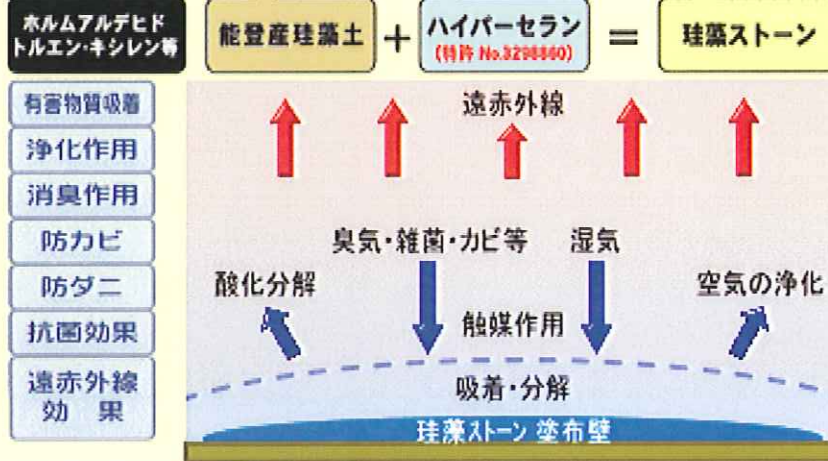 ホルムアルデヒド
トルエン・キシレン等
能登産珪藻土
+
ハイパーセラン
(特許 No.3298860)
=
珪藻ストーン
有害物質吸着
浄化作用
消臭作用
防カビ
防ダニ
抗菌効果
遠赤外線
効 果
遠赤外線
臭気・雑菌・カビ等
湿気
酸化分解
空気の浄化
触媒作用
吸着・分解
珪藻ストーン 塗布壁